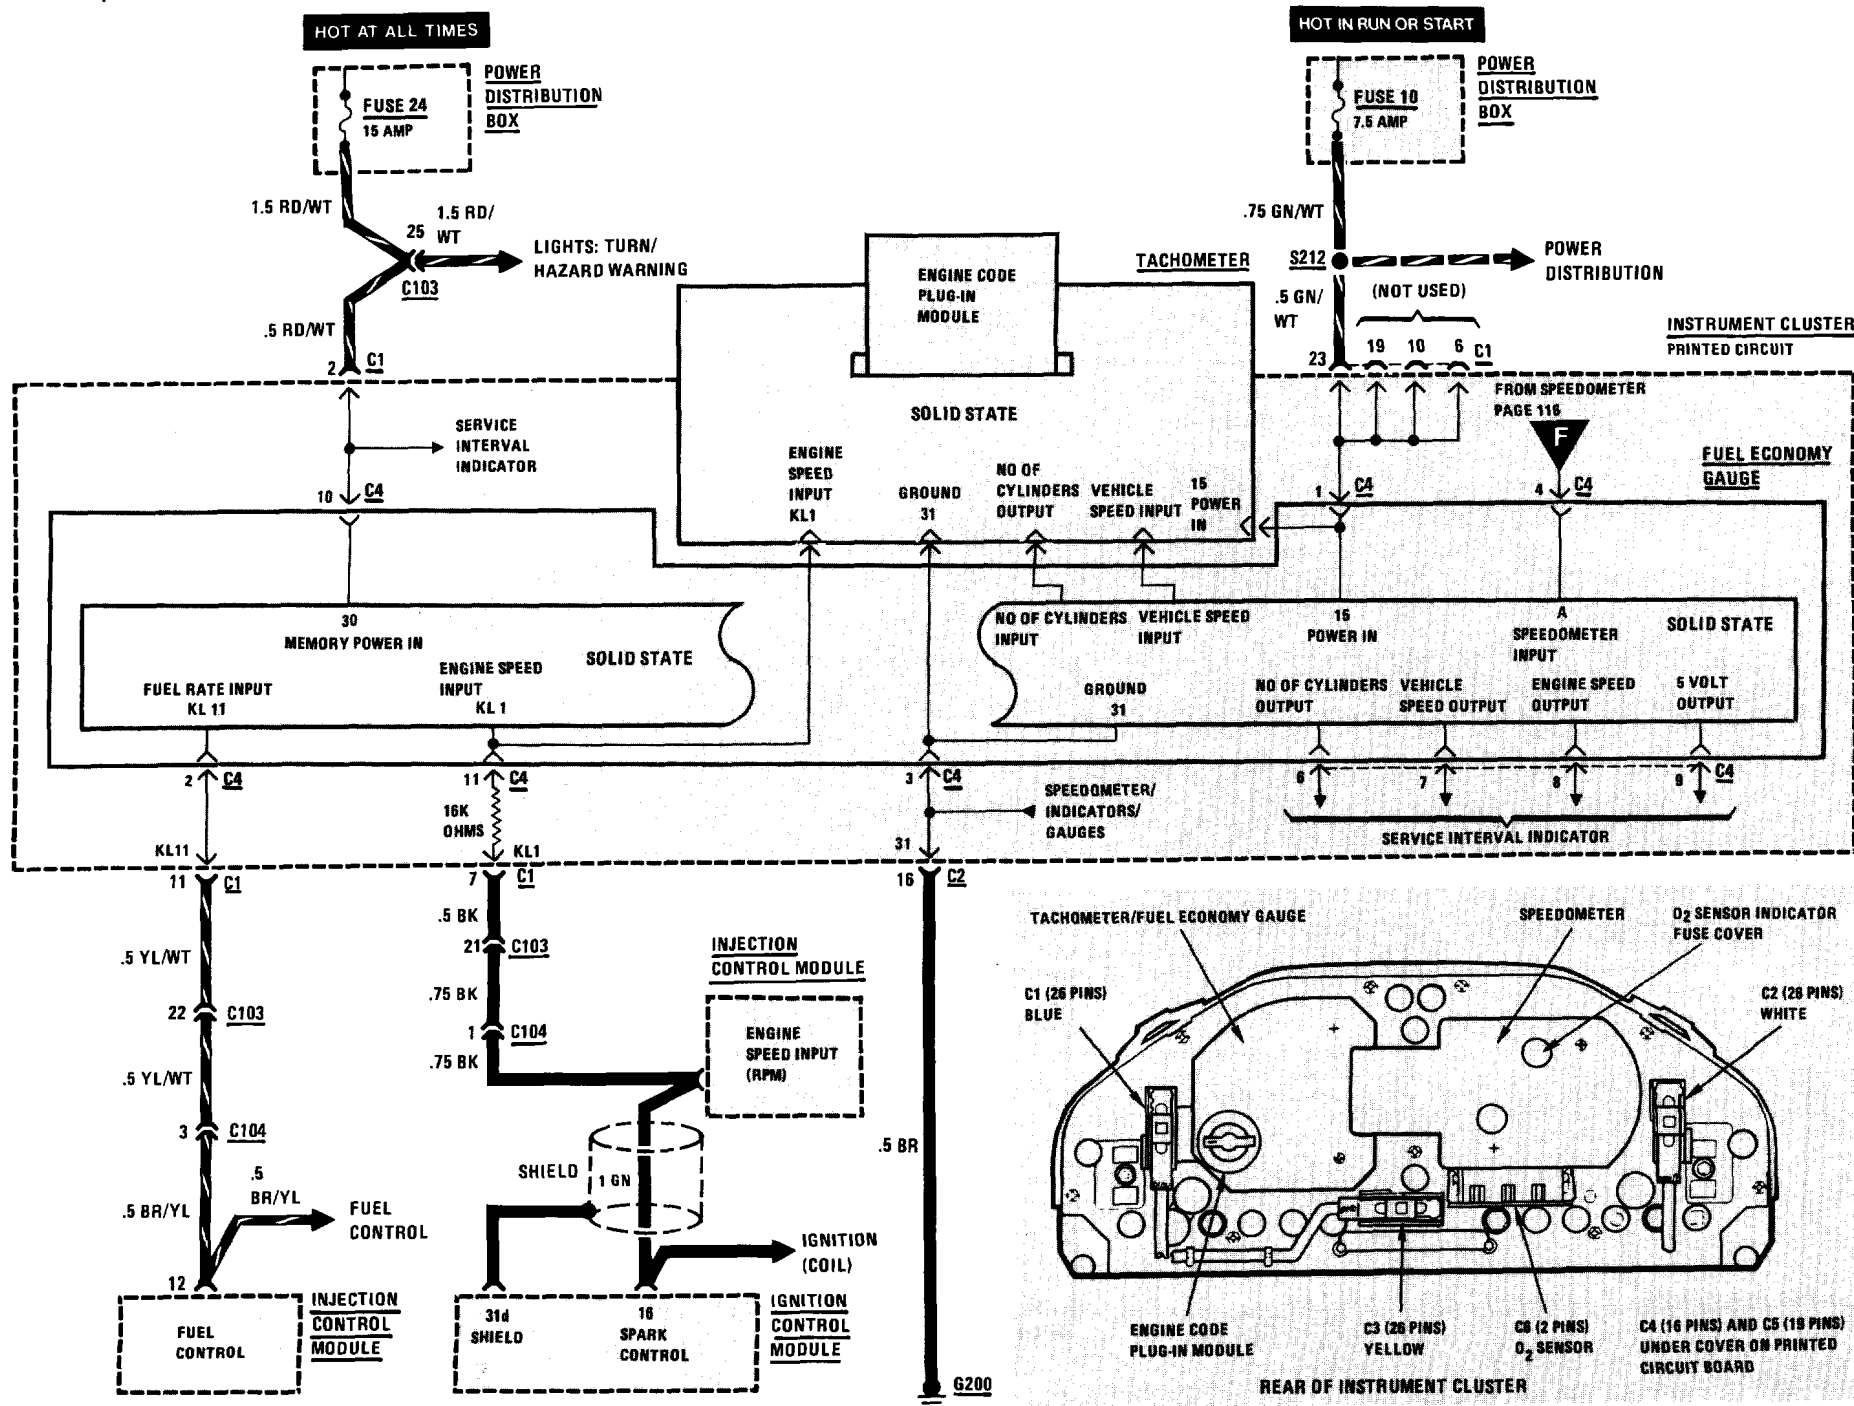 HOT AT ALL TIMES
HOT IN RUN OR START
POWER
DISTRIBUTION
BOX
FUSE 24
15 AMP
POWER
DISTRIBUTION
BOX
FUSE 10
7.5 AMP
1.5 RD/WT
25
1.5 RD/
WT
LIGHTS: TURN/
HAZARD WARNING
C103
.5 RD/WT
2
C1
.75 GN/WT
S212
POWER
DISTRIBUTION
.5 GN/
WT
(NOT USED)
23
19
10
6
C1
INSTRUMENT CLUSTER
PRINTED CIRCUIT
TACHOMETER
ENGINE CODE
PLUG-IN
MODULE
SOLID STATE
ENGINE
SPEED
INPUT
KL1
GROUND
31
NO OF
CYLINDERS
OUTPUT
VEHICLE
SPEED INPUT
15
POWER
IN
FROM SPEEDOMETER
PAGE 116
F
FUEL ECONOMY
GAUGE
SERVICE
INTERVAL
INDICATOR
10
C4
1
C4
4
C4
30
MEMORY POWER IN
SOLID STATE
ENGINE SPEED
INPUT
KL 1
FUEL RATE INPUT
KL 11
NO OF CYLINDERS
INPUT
VEHICLE SPEED
INPUT
15
POWER IN
A
SPEEDOMETER
INPUT
SOLID STATE
GROUND
31
NO OF CYLINDERS
OUTPUT
VEHICLE
SPEED OUTPUT
ENGINE SPEED
OUTPUT
5 VOLT
OUTPUT
2
C4
11
C4
3
C4
6
7
8
9
C4
16K
OHMS
SPEEDOMETER/
INDICATORS/
GAUGES
SERVICE INTERVAL INDICATOR
KL11
KL1
31
11
C1
7
C1
16
C2
.5 YL/WT
22
C103
.5 YL/WT
3
C104
.5 BR/YL
.5
BR/YL
FUEL
CONTROL
12
FUEL
CONTROL
INJECTION
CONTROL
MODULE
.5 BK
21
C103
.75 BK
1
C104
.75 BK
INJECTION
CONTROL MODULE
ENGINE
SPEED INPUT
(RPM)
SHIELD
1 GN
IGNITION
(COIL)
31d
SHIELD
16
SPARK
CONTROL
IGNITION
CONTROL
MODULE
.5 BR
G200
TACHOMETER/FUEL ECONOMY GAUGE
SPEEDOMETER
O2 SENSOR INDICATOR
FUSE COVER
C1 (26 PINS)
BLUE
C2 (26 PINS)
WHITE
ENGINE CODE
PLUG-IN MODULE
C3 (26 PINS)
YELLOW
C6 (2 PINS)
O2 SENSOR
C4 (16 PINS) AND C5 (19 PINS)
UNDER COVER ON PRINTED
CIRCUIT BOARD
REAR OF INSTRUMENT CLUSTER